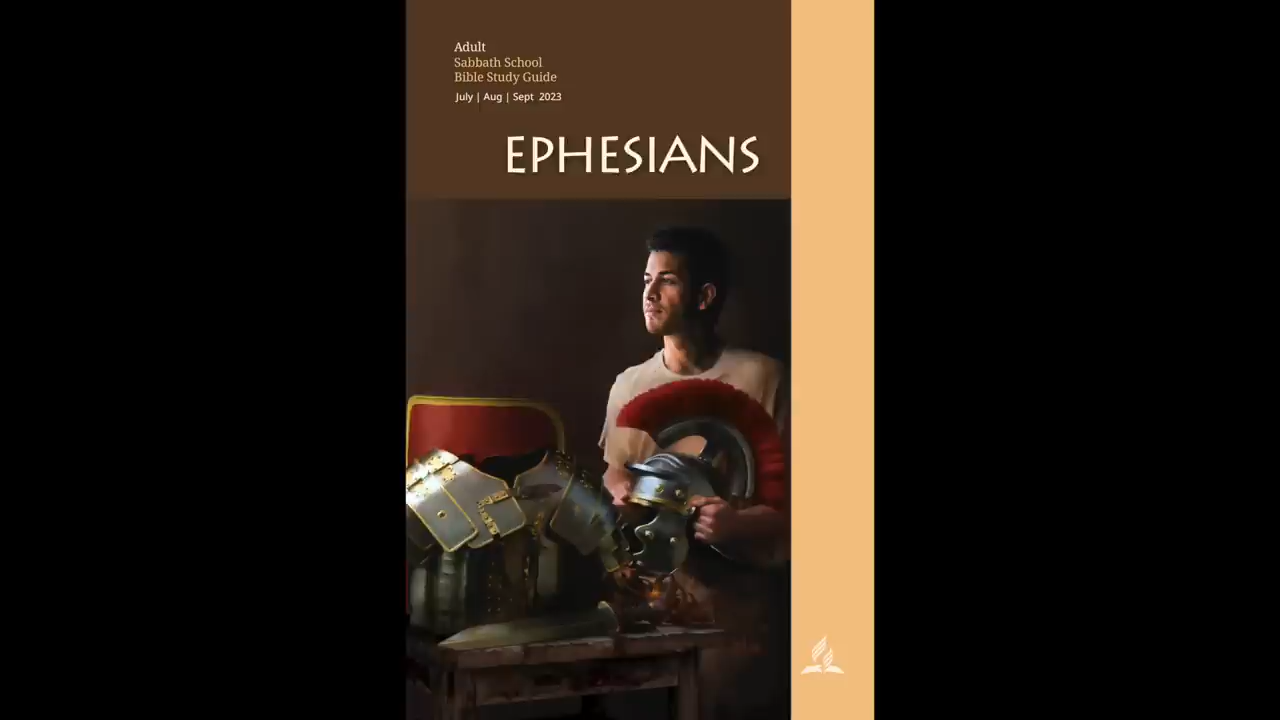 Adult
Sabbath School
Bible Study Guide
July | Aug | Sept 2023
EPHESIANS